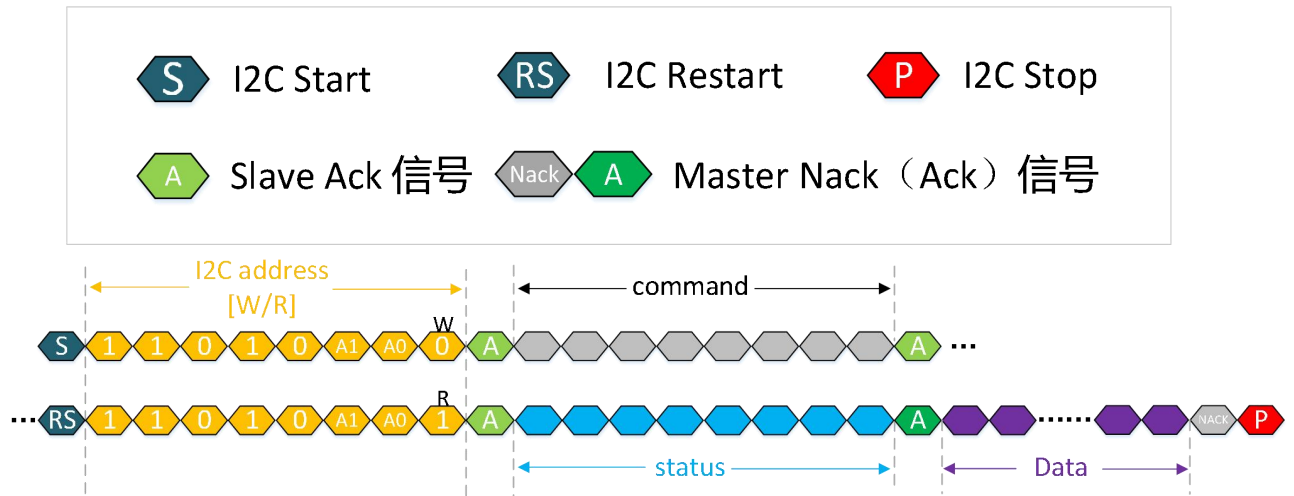 S I2C Start RS I2C Restart P I2C Stop
A Slave Ack 信号 Nack A Master Nack（Ack）信号
I2C address
[W/R]
command
W
S 1 1 0 1 0 A1 A0 0 A A ...
R
...RS 1 1 0 1 0 A1 A0 1 A A ...... NACK P
status Data